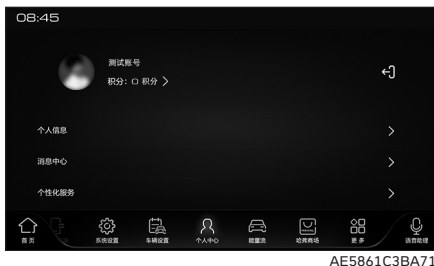 08:45
测试账号
积分：0 积分
个人信息
消息中心
个性化服务
首页 系统设置 车辆设置 个人中心 能量流 哈弗商场 更多 语音助理
AE5861C3BA71